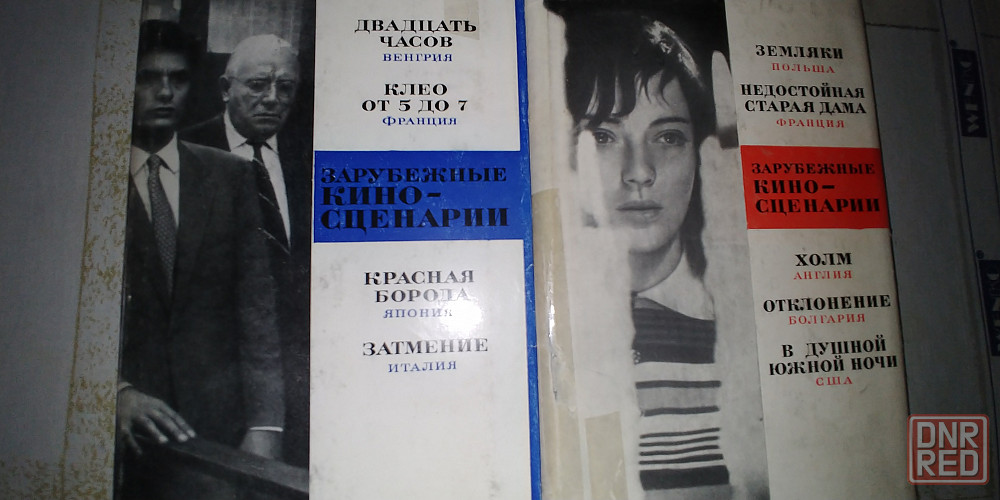 ДВАДЦАТЬ
ЧАСОВ
ВЕНГРИЯ
КЛЕО
ОТ 5 ДО 7
ФРАНЦИЯ
ЗАРУБЕЖНЫЕ
КИНО-
СЦЕНАРИИ
КРАСНАЯ
БОРОДА
ЯПОНИЯ
ЗАТМЕНИЕ
ИТАЛИЯ
ЗЕМЛЯКИ
ПОЛЬША
НЕДОСТОЙНАЯ
СТАРАЯ ДАМА
ФРАНЦИЯ
ЗАРУБЕЖНЫЕ
КИНО-
СЦЕНАРИИ
ХОЛМ
АНГЛИЯ
ОТКЛОНЕНИЕ
БОЛГАРИЯ
В ДУШНОЙ
ЮЖНОЙ НОЧИ
США
DNR
RED